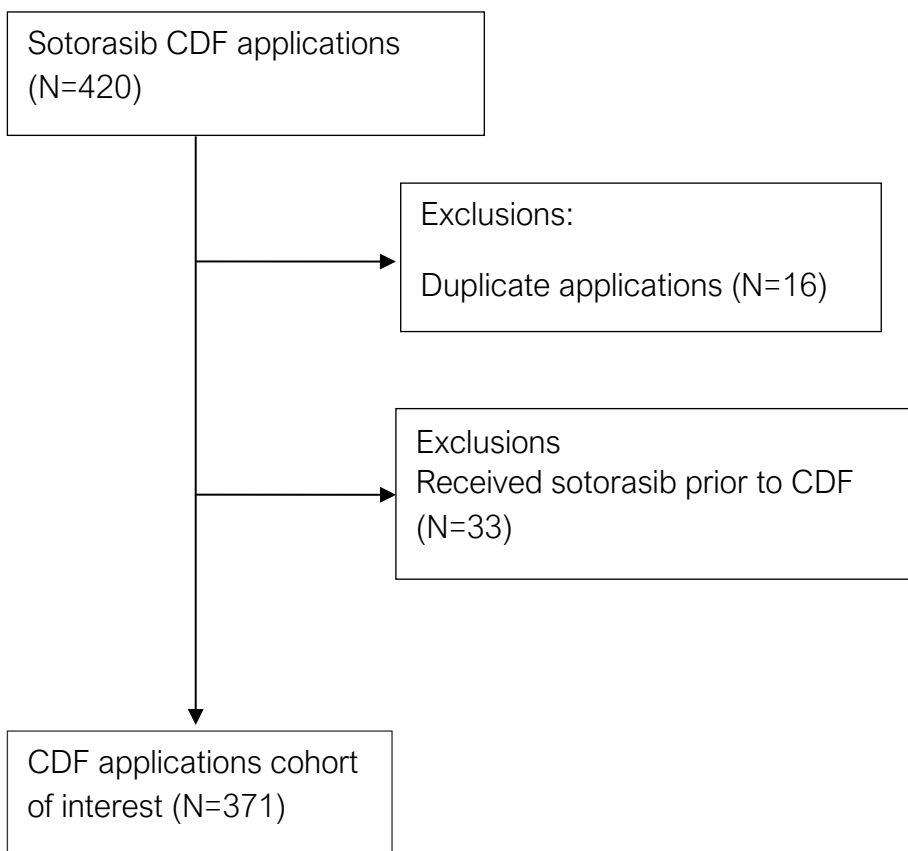 Sotorasib CDF applications
(N=420)
Exclusions:
Duplicate applications (N=16)
Exclusions
Received sotorasib prior to CDF
(N=33)
CDF applications cohort
of interest (N=371)